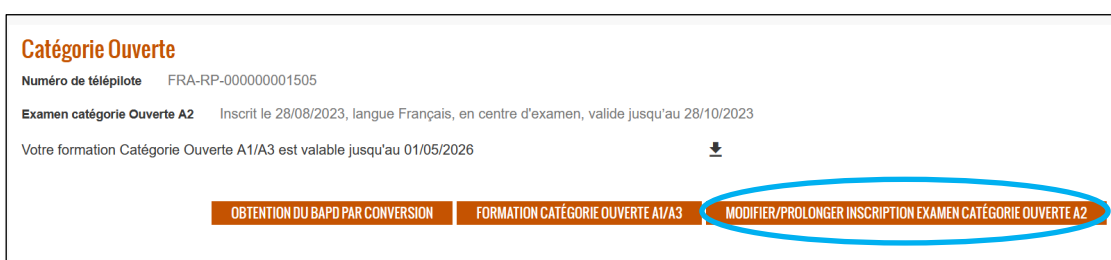 Catégorie Ouverte
Numéro de télépilote FRA-RP-000000001505
Examen catégorie Ouverte A2 Inscrit le 28/08/2023, langue Français, en centre d'examen, valide jusqu'au 28/10/2023
Votre formation Catégorie Ouverte A1/A3 est valable jusqu'au 01/05/2026
OBTENTION DU BAPD PAR CONVERSION FORMATION CATÉGORIE OUVERTE A1/A3 MODIFIER/PROLONGER INSCRIPTION EXAMEN CATÉGORIE OUVERTE A2